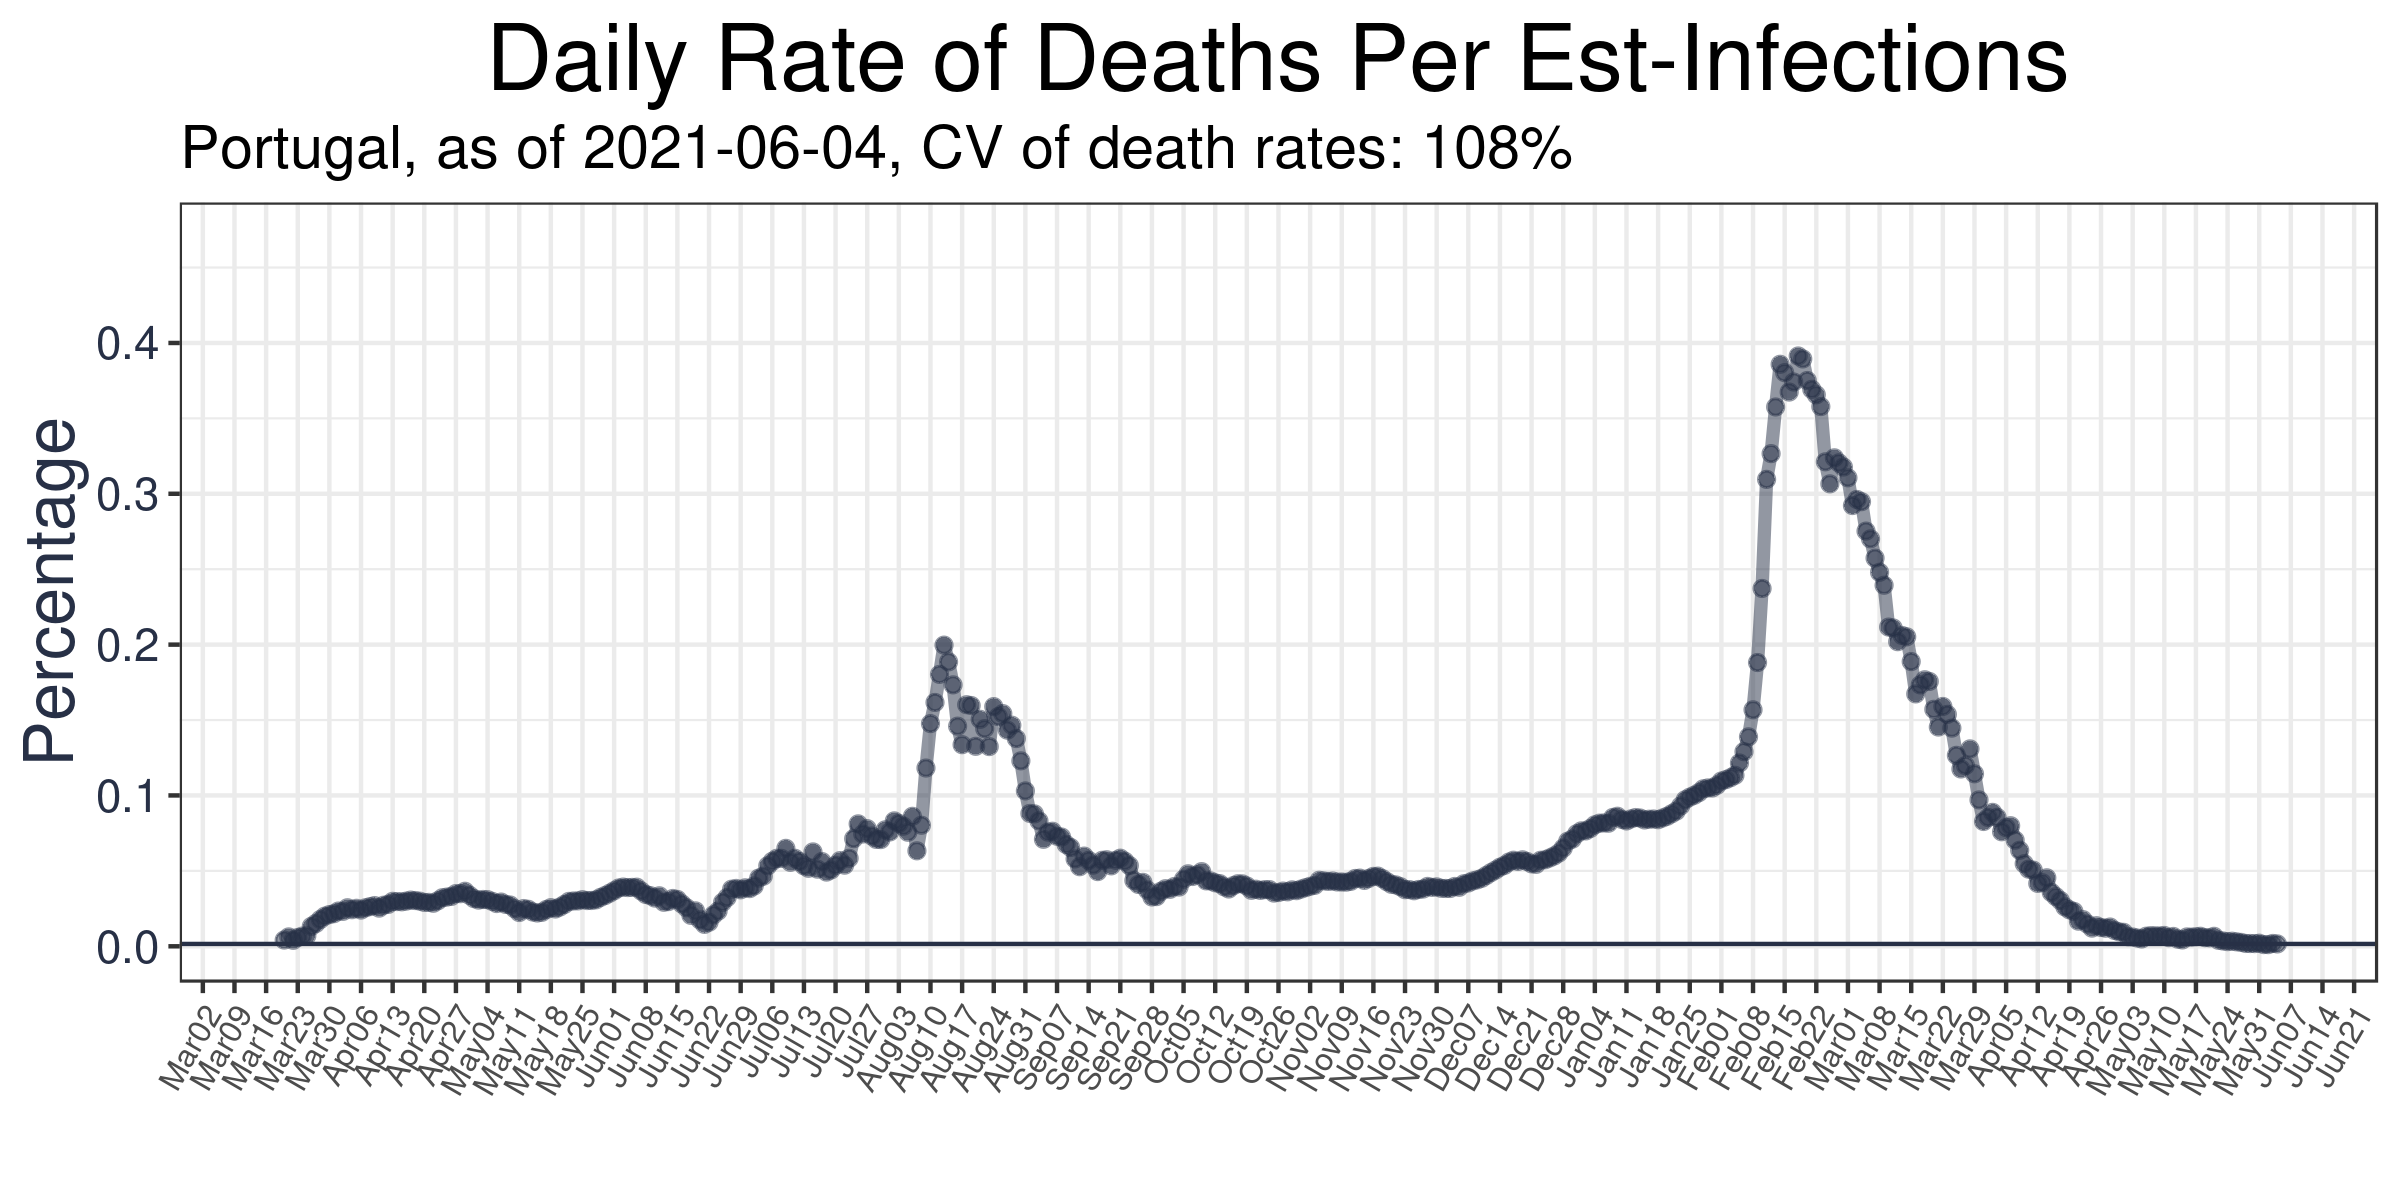 Daily Rate of Deaths Per Est-Infections
Portugal, as of 2021-06-04, CV of death rates: 108%
Percentage
0.4
0.3
0.2
0.1
0.0
Mar02
Mar09
Mar16
Mar23
Mar30
Apr06
Apr13
Apr20
Apr27
May04
May11
May18
May25
Jun01
Jun08
Jun15
Jun22
Jun29
Jul06
Jul13
Jul20
Jul27
Aug03
Aug10
Aug17
Aug24
Aug31
Sep07
Sep14
Sep21
Sep28
Oct05
Oct12
Oct19
Oct26
Nov02
Nov09
Nov16
Nov23
Nov30
Dec07
Dec14
Dec21
Dec28
Jan04
Jan11
Jan18
Jan25
Feb01
Feb08
Feb15
Feb22
Mar01
Mar08
Mar15
Mar22
Mar29
Apr05
Apr12
Apr19
Apr26
May03
May10
May17
May24
May31
Jun07
Jun14
Jun21